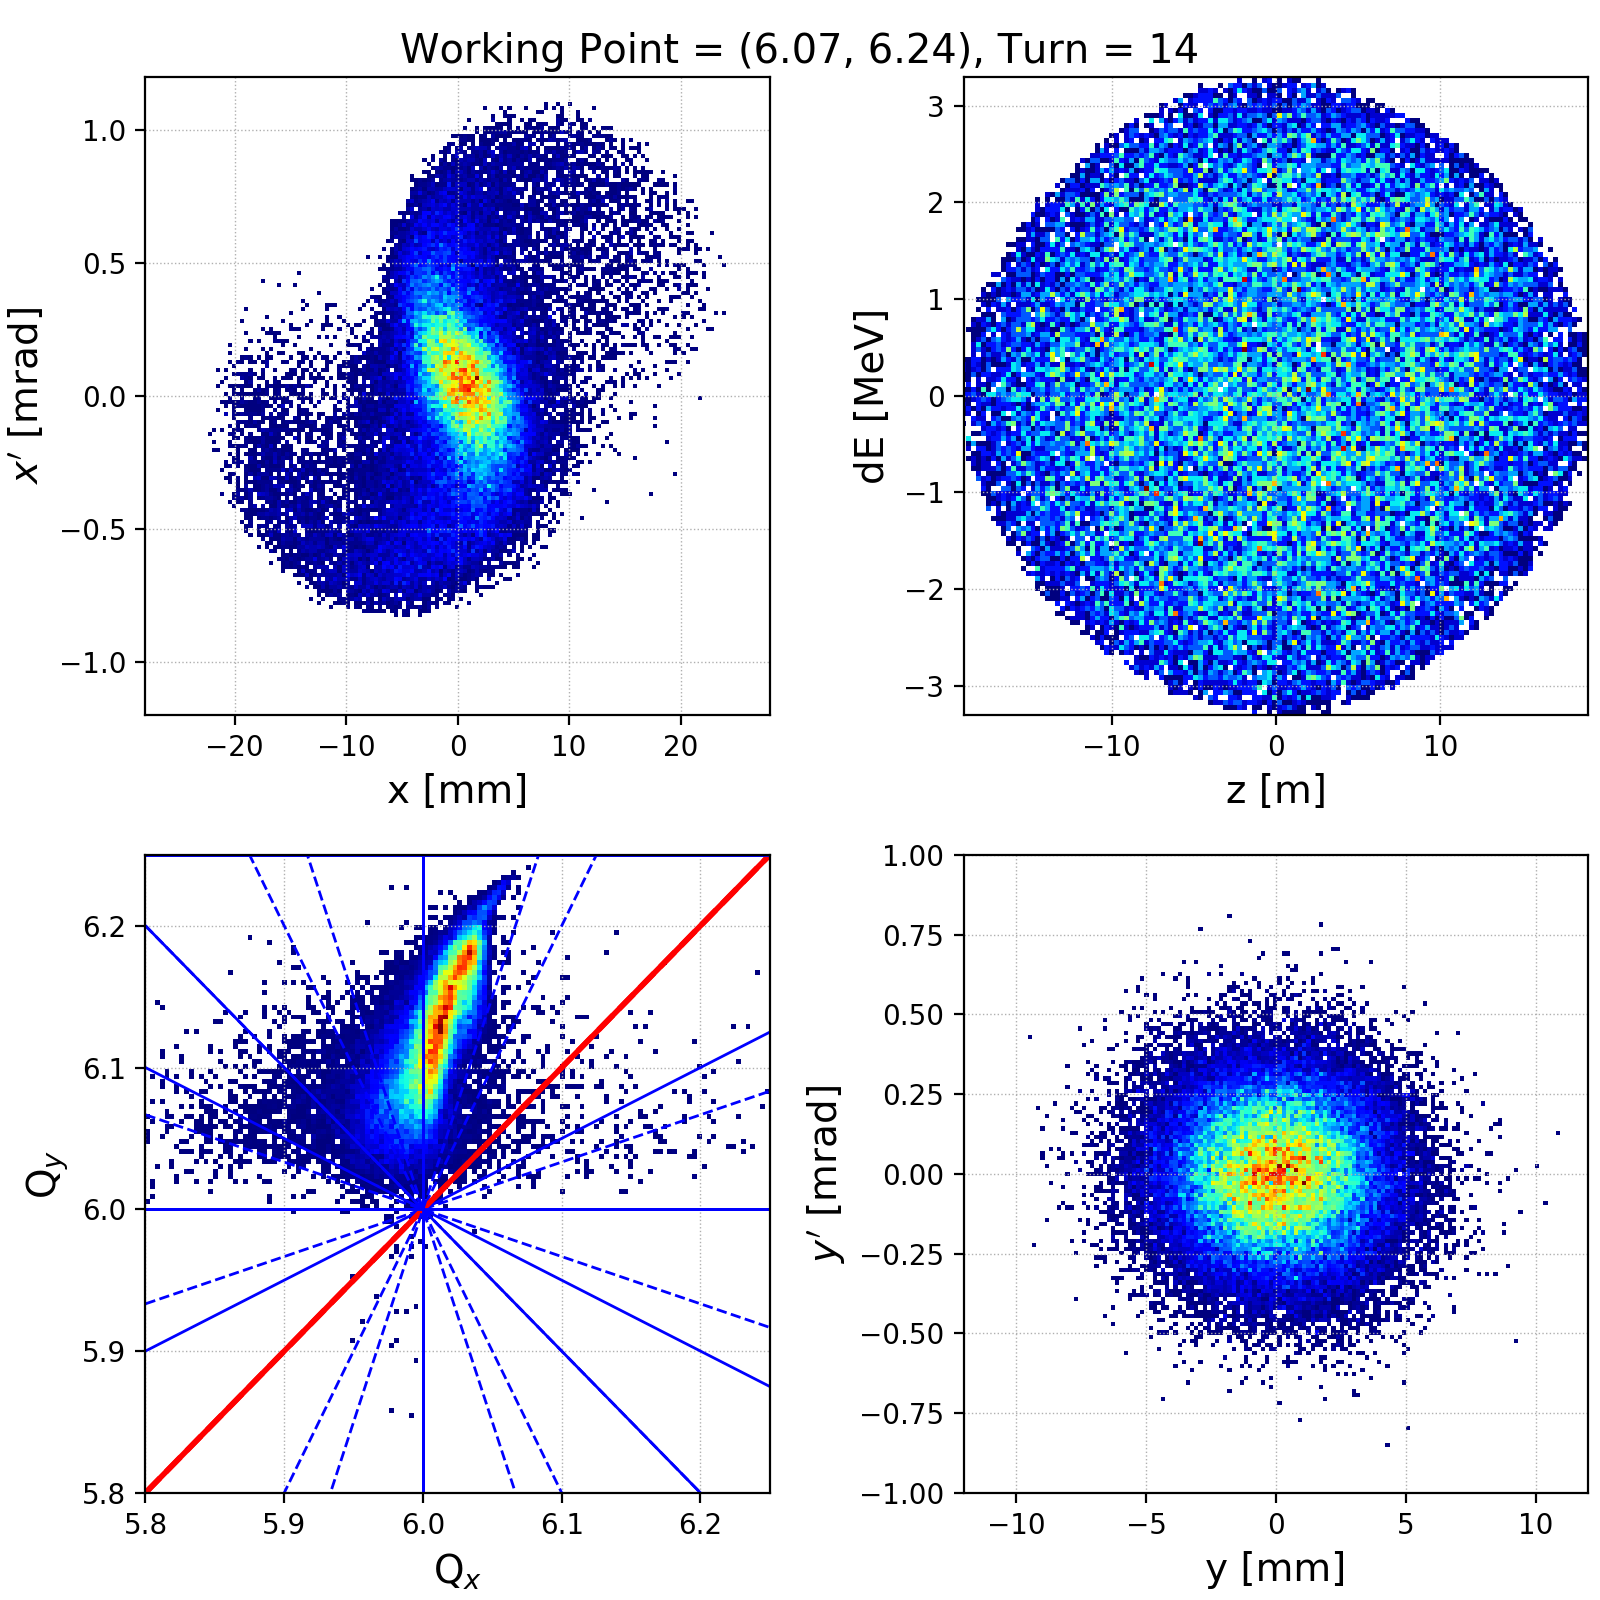 Working Point = (6.07, 6.24), Turn = 14
x′ [mrad]
1.0
0.5
0.0
−0.5
−1.0
−20 −10 0 10 20
x [mm]
dE [MeV]
3
2
1
0
−1
−2
−3
−10 0 10
z [m]
Qy
6.2
6.1
6.0
5.9
5.8
5.8 5.9 6.0 6.1 6.2
Qx
y′ [mrad]
1.00
0.75
0.50
0.25
0.00
−0.25
−0.50
−0.75
−1.00
−10 −5 0 5 10
y [mm]